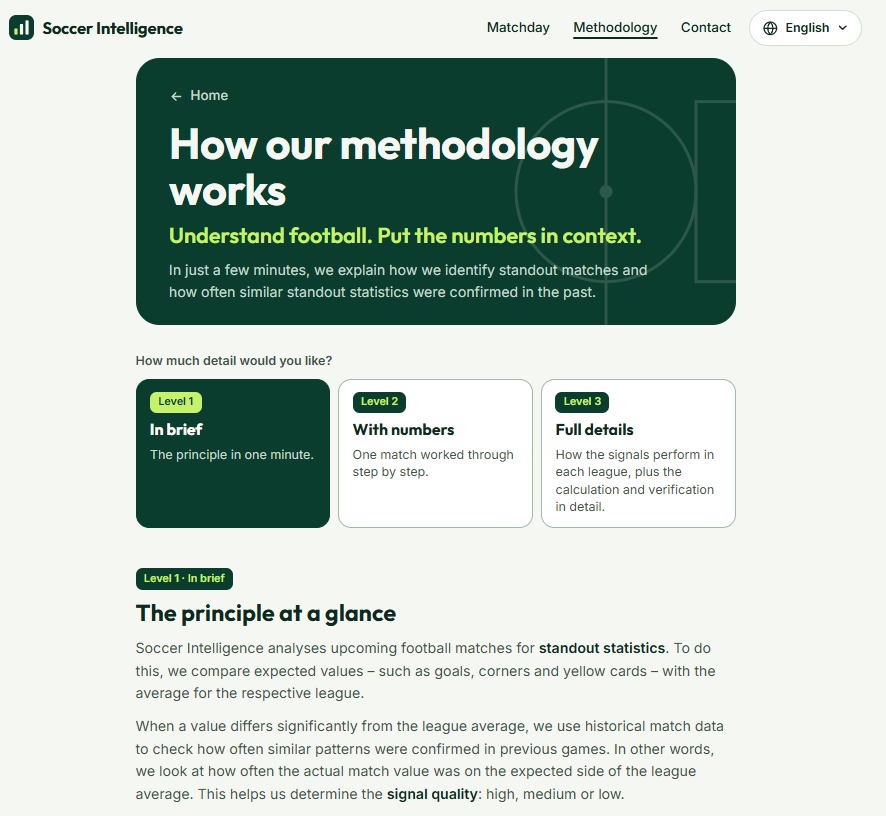 Soccer Intelligence
Matchday
Methodology
Contact
English
← Home
How our methodology
works
Understand football. Put the numbers in context.
In just a few minutes, we explain how we identify standout matches and
how often similar standout statistics were confirmed in the past.
How much detail would you like?
Level 1
In brief
The principle in one minute.
Level 2
With numbers
One match worked through
step by step.
Level 3
Full details
How the signals perform in
each league, plus the
calculation and verification
in detail.
Level 1 · In brief
The principle at a glance
Soccer Intelligence analyses upcoming football matches for standout statistics. To do
this, we compare expected values – such as goals, corners and yellow cards – with the
average for the respective league.
When a value differs significantly from the league average, we use historical match data
to check how often similar patterns were confirmed in previous games. In other words,
we look at how often the actual match value was on the expected side of the league
average. This helps us determine the signal quality: high, medium or low.